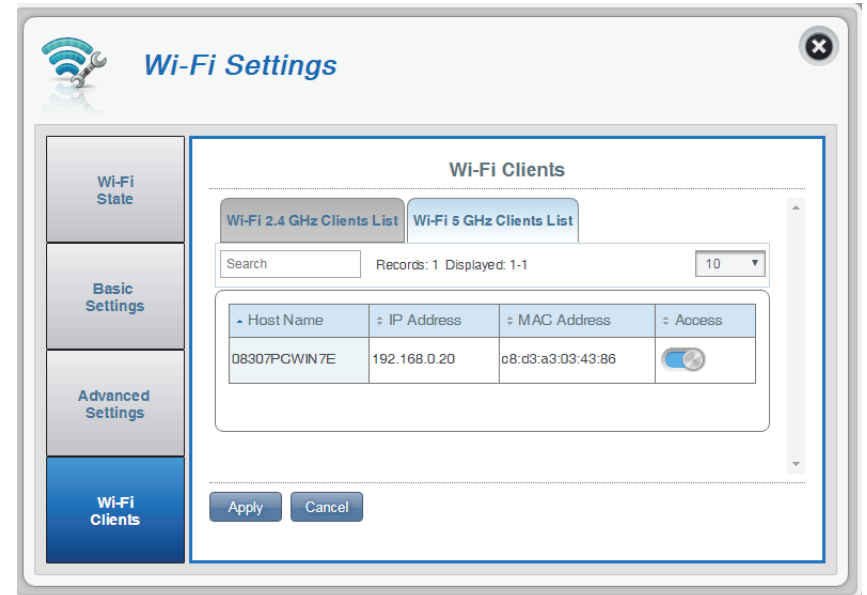 Wi-Fi Settings
Wi-Fi
State
Basic
Settings
Advanced
Settings
Wi-Fi
Clients
Wi-Fi Clients
Wi-Fi 2.4 GHz Clients List Wi-Fi 5 GHz Clients List
Search Records: 1 Displayed: 1-1 10
Host Name IP Address MAC Address Access
08307PCWIN7E 192.168.0.20 c8:d3:a3:03:43:86
Apply Cancel